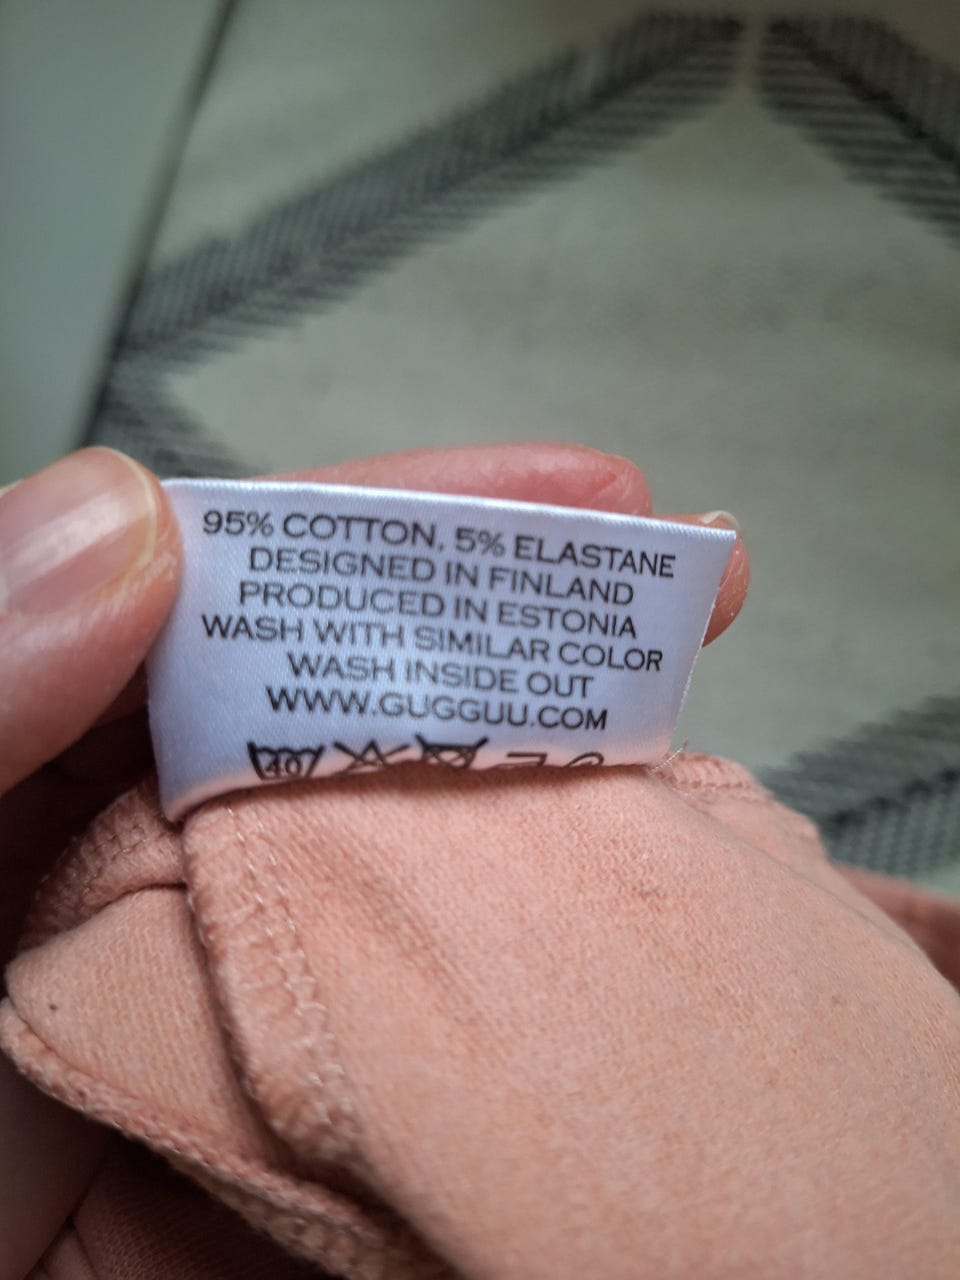 95% COTTON, 5% ELASTANE
DESIGNED IN FINLAND
PRODUCED IN ESTONIA
WASH WITH SIMILAR COLOR
WASH INSIDE OUT
WWW.GUGGUU.COM
40